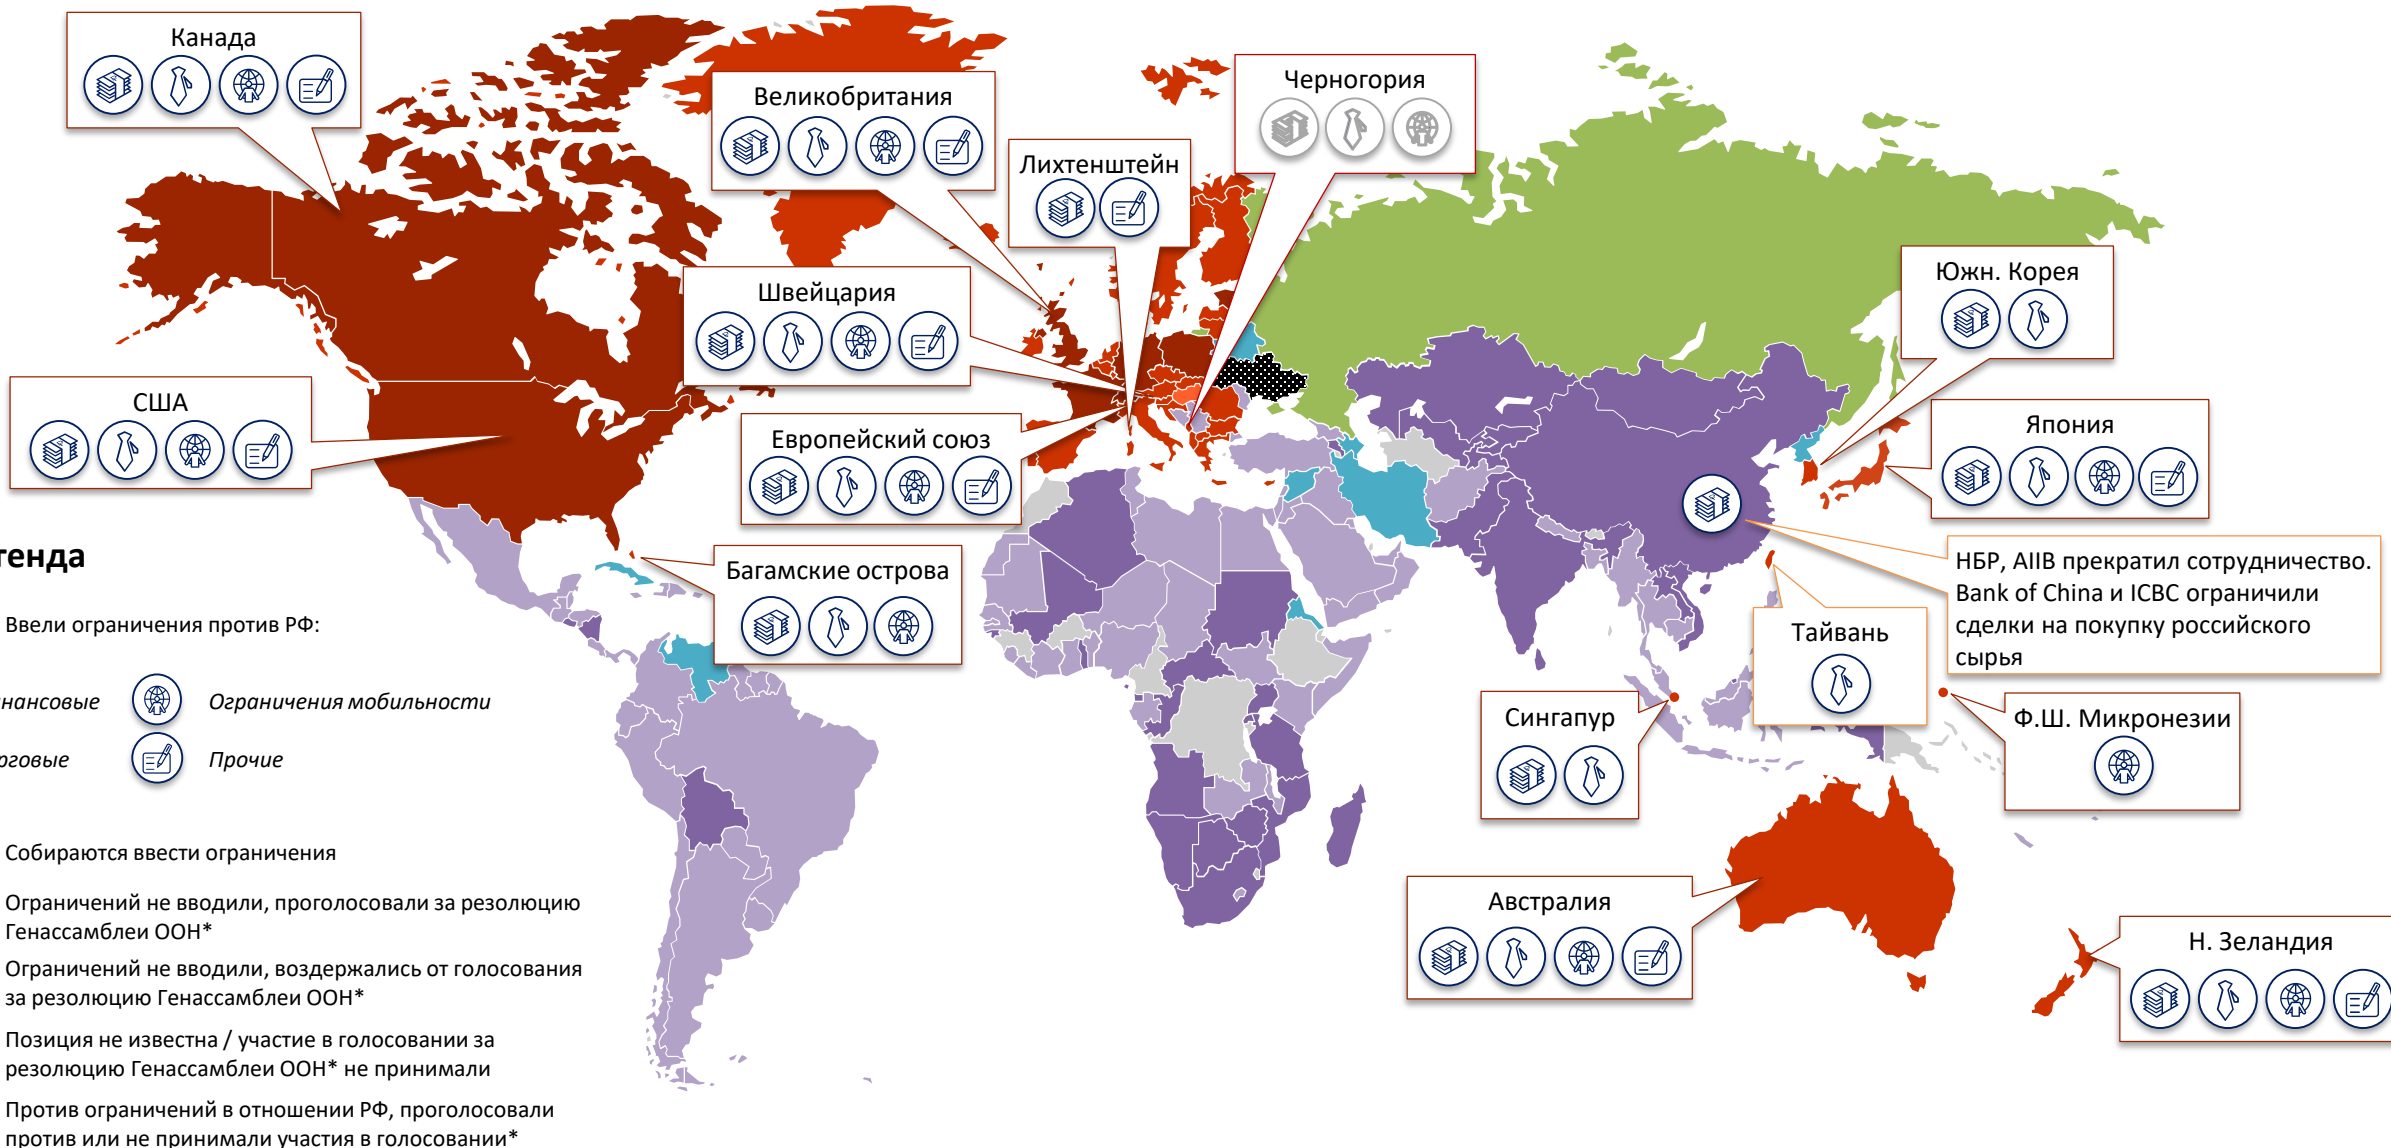 Канада
Великобритания
Черногория
Лихтенштейн
Швейцария
Южн. Корея
США
Европейский союз
Япония
Багамские острова
НБР, AIIB прекратил сотрудничество.
Bank of China и ICBC ограничили
сделки на покупку российского
сырья
Тайвань
Сингапур
Ф.Ш. Микронезии
Австралия
Н. Зеландия
генда
Ввели ограничения против РФ:
нансовые
Ограничения мобильности
рговые
Прочие
Собираются ввести ограничения
Ограничений не вводили, проголосовали за резолюцию
Генассамблеи ООН*
Ограничений не вводили, воздержались от голосования
за резолюцию Генассамблеи ООН*
Позиция не известна / участие в голосовании за
резолюцию Генассамблеи ООН* не принимали
Против ограничений в отношении РФ, проголосовали
против или не принимали участия в голосовании*